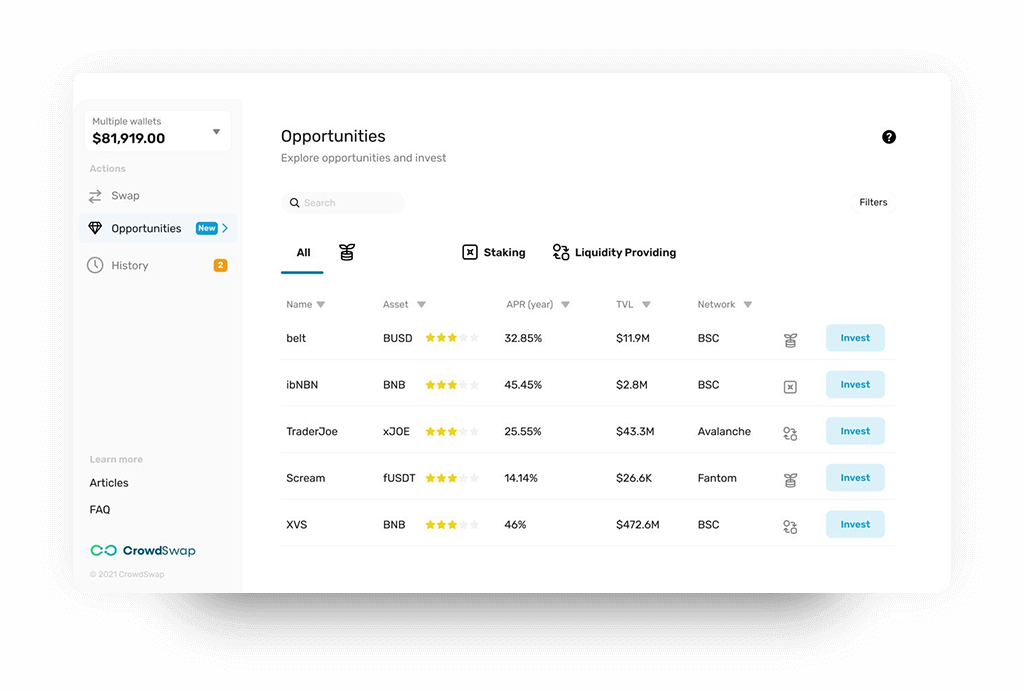 Multiple wallets
$81,919.00
Actions
Swap
Opportunities New
History 2
Learn more
Articles
FAQ
CrowdSwap
© 2021 CrowdSwap
Opportunities
Explore opportunities and invest
Search
Filters
All Staking Liquidity Providing
Name Asset APR (year) TVL Network
belt BUSD 32.85% $11.9M BSC Invest
ibNBN BNB 45.45% $2.8M BSC Invest
TraderJoe xJOE 25.55% $43.3M Avalanche Invest
Scream fUSDT 14.14% $26.6K Fantom Invest
XVS BNB 46% $472.6M BSC Invest